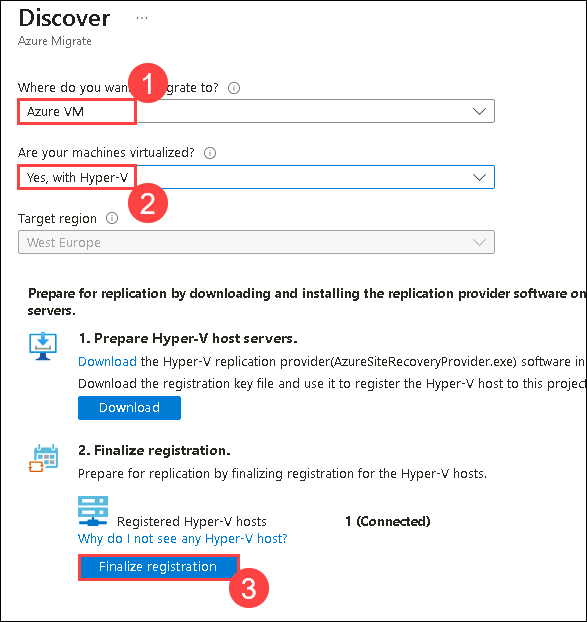 Discover ...
Azure Migrate
Where do you wan grate to?
1
Azure VM
Are your machines virtualized?
Yes, with Hyper-V
2
Target region
West Europe
Prepare for replication by downloading and installing the replication provider software on
servers.
1. Prepare Hyper-V host servers.
Download the Hyper-V replication provider(AzureSiteRecoveryProvider.exe) software in
Download the registration key file and use it to register the Hyper-V host to this project
Download
2. Finalize registration.
Prepare for replication by finalizing registration for the Hyper-V hosts.
Registered Hyper-V hosts 1 (Connected)
Why do I not see any Hyper-V host?
Finalize registration
3